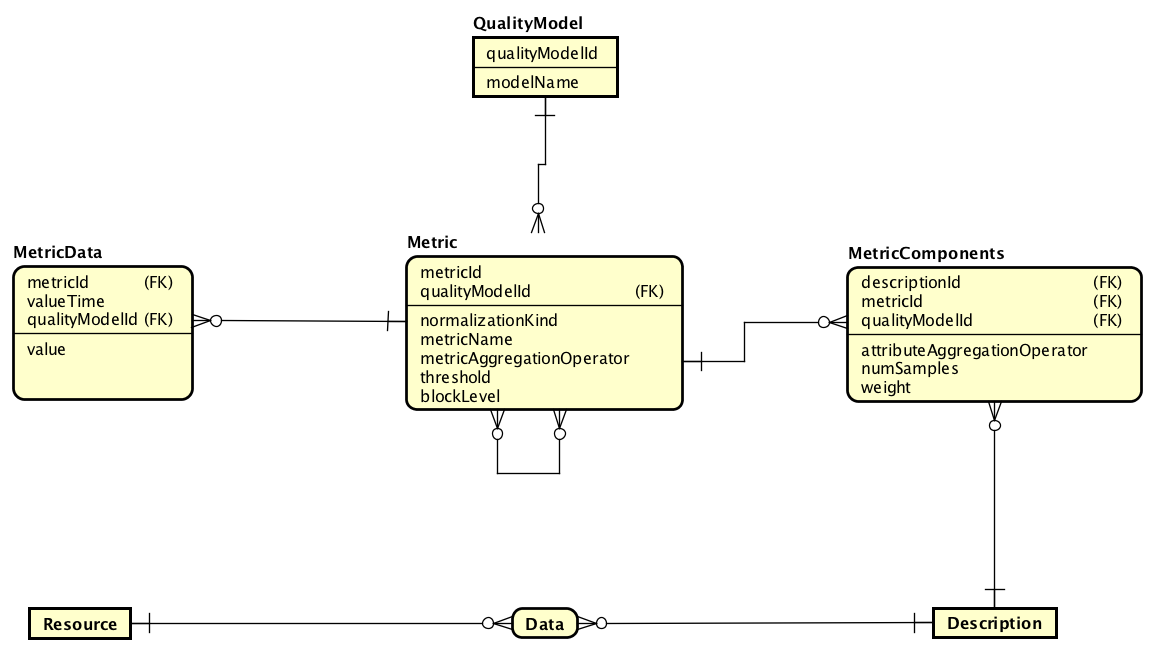 QualityModel
qualityModelId
modelName
MetricData
metricId (FK)
valueTime
qualityModelId (FK)
value
Metric
metricId
qualityModelId (FK)
normalizationKind
metricName
metricAggregationOperator
threshold
blockLevel
MetricComponents
descriptionId (FK)
metricId (FK)
qualityModelId (FK)
attributeAggregationOperator
numSamples
weight
Resource
Data
Description